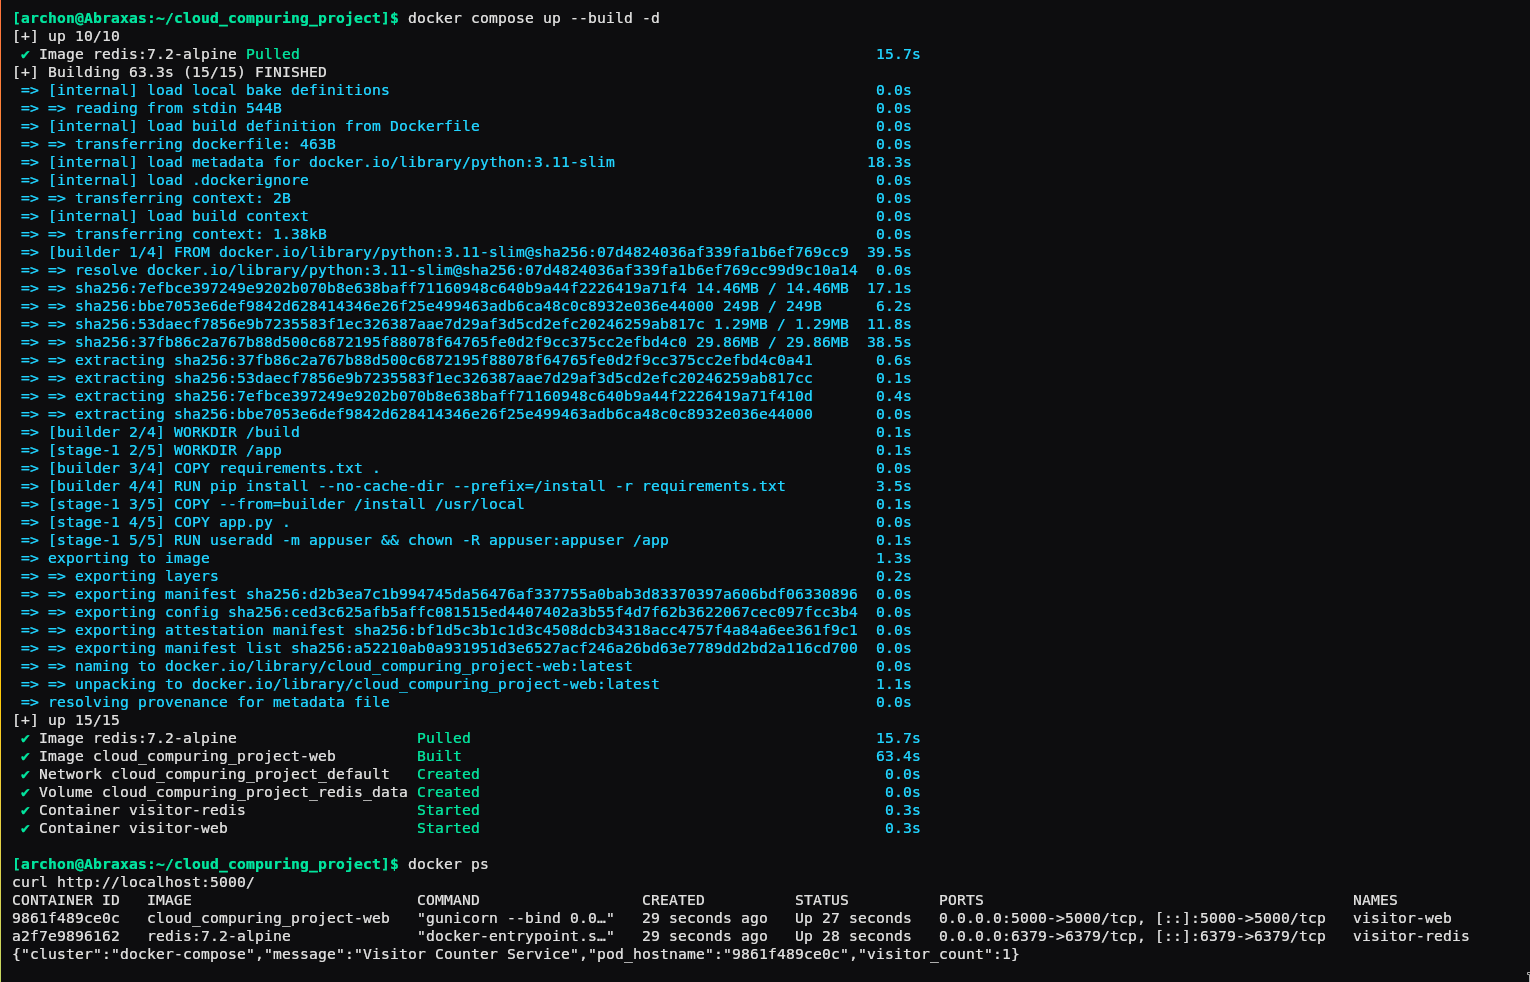 [archon@Abraxas:~/cloud_compuring_project]$ docker compose up --build -d
[+] up 10/10
✔ Image redis:7.2-alpine Pulled 15.7s
[+] Building 63.3s (15/15) FINISHED
=> [internal] load local bake definitions 0.0s
=> => reading from stdin 544B 0.0s
=> [internal] load build definition from Dockerfile 0.0s
=> => transferring dockerfile: 463B 0.0s
=> [internal] load metadata for docker.io/library/python:3.11-slim 18.3s
=> [internal] load .dockerignore 0.0s
=> => transferring context: 2B 0.0s
=> [internal] load build context 0.0s
=> => transferring context: 1.38kB 0.0s
=> [builder 1/4] FROM docker.io/library/python:3.11-slim@sha256:07d4824036af339fa1b6ef769cc9 39.5s
=> => resolve docker.io/library/python:3.11-slim@sha256:07d4824036af339fa1b6ef769cc99d9c10a14 0.0s
=> => sha256:7efbce397249e9202b070b8e638baff71160948c640b9a44f2226419a71f4 14.46MB / 14.46MB 17.1s
=> => sha256:bbe7053e6def9842d628414346e26f25e499463adb6ca48c0c8932e036e44000 249B / 249B 6.2s
=> => sha256:53daecf7856e9b7235583f1ec326387aae7d29af3d5cd2efc20246259ab817c 1.29MB / 1.29MB 11.8s
=> => sha256:37fb86c2a767b88d500c6872195f88078f64765fe0d2f9cc375cc2efbd4c0 29.86MB / 29.86MB 38.5s
=> => extracting sha256:37fb86c2a767b88d500c6872195f88078f64765fe0d2f9cc375cc2efbd4c0a41 0.6s
=> => extracting sha256:53daecf7856e9b7235583f1ec326387aae7d29af3d5cd2efc20246259ab817cc 0.1s
=> => extracting sha256:7efbce397249e9202b070b8e638baff71160948c640b9a44f2226419a71f410d 0.4s
=> => extracting sha256:bbe7053e6def9842d628414346e26f25e499463adb6ca48c0c8932e036e44000 0.0s
=> [builder 2/4] WORKDIR /build 0.1s
=> [stage-1 2/5] WORKDIR /app 0.1s
=> [builder 3/4] COPY requirements.txt . 0.0s
=> [builder 4/4] RUN pip install --no-cache-dir --prefix=/install -r requirements.txt 3.5s
=> [stage-1 3/5] COPY --from=builder /install /usr/local 0.1s
=> [stage-1 4/5] COPY app.py . 0.0s
=> [stage-1 5/5] RUN useradd -m appuser && chown -R appuser:appuser /app 0.1s
=> exporting to image 1.3s
=> => exporting layers 0.2s
=> => exporting manifest sha256:d2b3ea7c1b994745da56476af337755a0bab3d83370397a606bdf06330896 0.0s
=> => exporting config sha256:ced3c625afb5affc081515ed4407402a3b55f4d7f62b3622067cec097fcc3b4 0.0s
=> => exporting attestation manifest sha256:bf1d5c3b1c1d3c4508dcb34318acc4757f4a84a6ee361f9c1 0.0s
=> => exporting manifest list sha256:a52210ab0a931951d3e6527acf246a26bd63e7789dd2bd2a116cd700 0.0s
=> => naming to docker.io/library/cloud_compuring_project-web:latest 0.0s
=> => unpacking to docker.io/library/cloud_compuring_project-web:latest 1.1s
=> resolving provenance for metadata file 0.0s
[+] up 15/15
✔ Image redis:7.2-alpine Pulled 15.7s
✔ Image cloud_compuring_project-web Built 63.4s
✔ Network cloud_compuring_project_default Created 0.0s
✔ Volume cloud_compuring_project_redis_data Created 0.0s
✔ Container visitor-redis Started 0.3s
✔ Container visitor-web Started 0.3s
[archon@Abraxas:~/cloud_compuring_project]$ docker ps
curl http://localhost:5000/
CONTAINER ID IMAGE COMMAND CREATED STATUS PORTS NAMES
9861f489ce0c cloud_compuring_project-web "gunicorn --bind 0.0…" 29 seconds ago Up 27 seconds 0.0.0.0:5000->5000/tcp, [::]:5000->5000/tcp visitor-web
a2f7e9896162 redis:7.2-alpine "docker-entrypoint.s…" 29 seconds ago Up 28 seconds 0.0.0.0:6379->6379/tcp, [::]:6379->6379/tcp visitor-redis
{"cluster":"docker-compose","message":"Visitor Counter Service","pod_hostname":"9861f489ce0c","visitor_count":1}